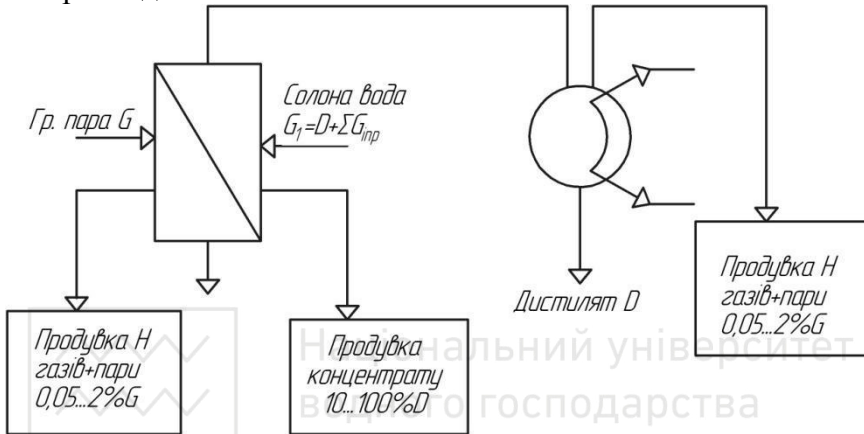 Гр. пара G
Солона вода
G₁=D+ΣGіпр
Продувка Н
газів+пари
0,05...2%G
Продувка
концентрату
10...100%D
Дистилят D
Продувка Н
газів+пари
0,05...2%G
Національний університет
водного господарства